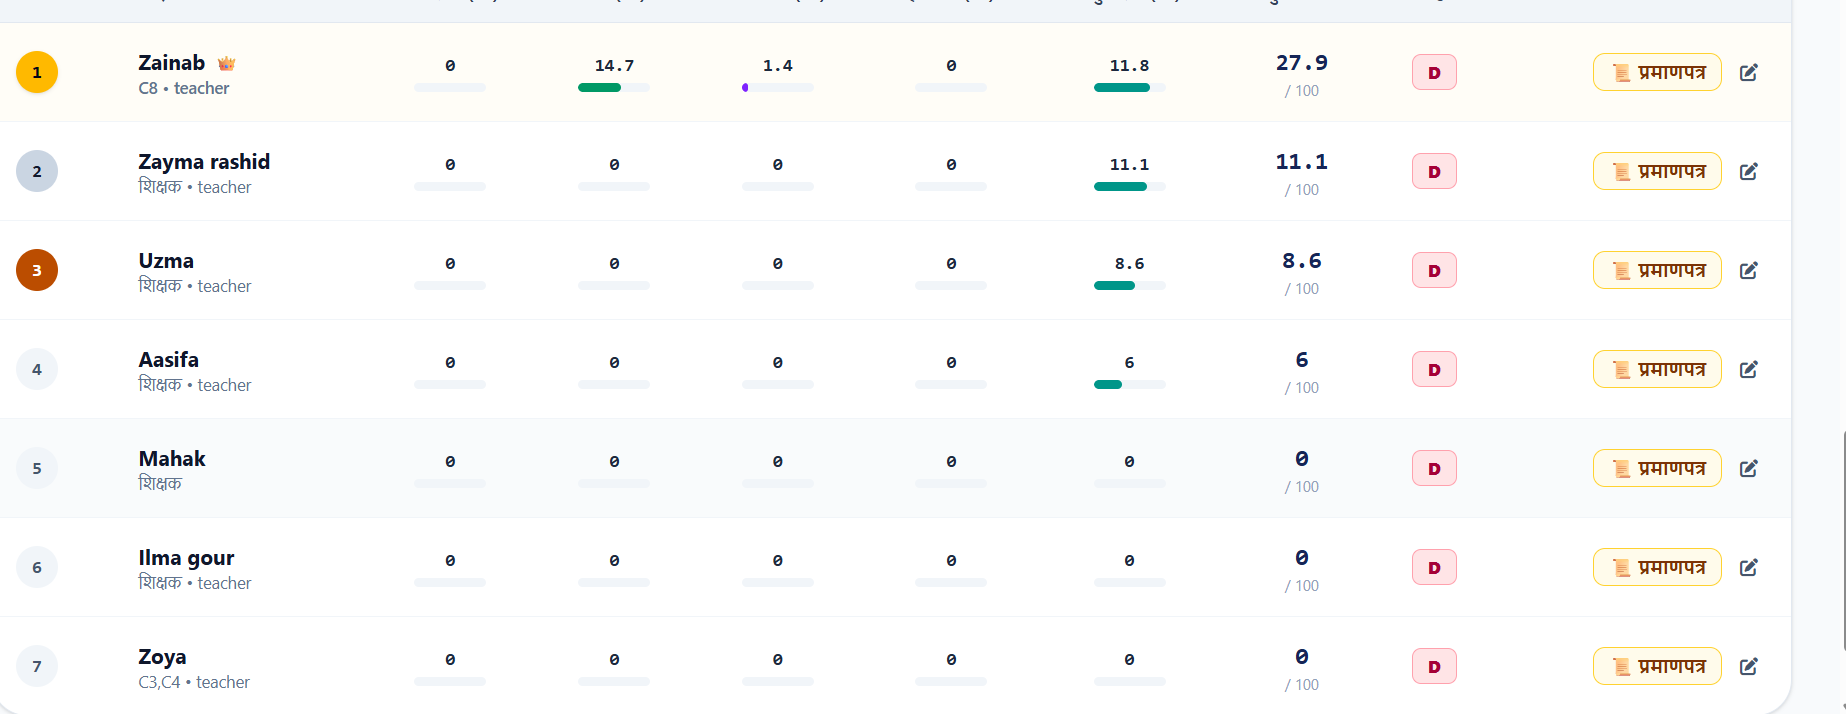 1 Zainab 0 14.7 1.4 0 11.8 27.9 D 📜 प्रमाणपत्र
C8 • teacher / 100
2 Zayma rashid 0 0 0 0 11.1 11.1 D 📜 प्रमाणपत्र
शिक्षक • teacher / 100
3 Uzma 0 0 0 0 8.6 8.6 D 📜 प्रमाणपत्र
शिक्षक • teacher / 100
4 Aasifa 0 0 0 0 6 6 D 📜 प्रमाणपत्र
शिक्षक • teacher / 100
5 Mahak 0 0 0 0 0 0 D 📜 प्रमाणपत्र
शिक्षक / 100
6 Ilma gour 0 0 0 0 0 0 D 📜 प्रमाणपत्र
शिक्षक • teacher / 100
7 Zoya 0 0 0 0 0 0 D 📜 प्रमाणपत्र
C3,C4 • teacher / 100